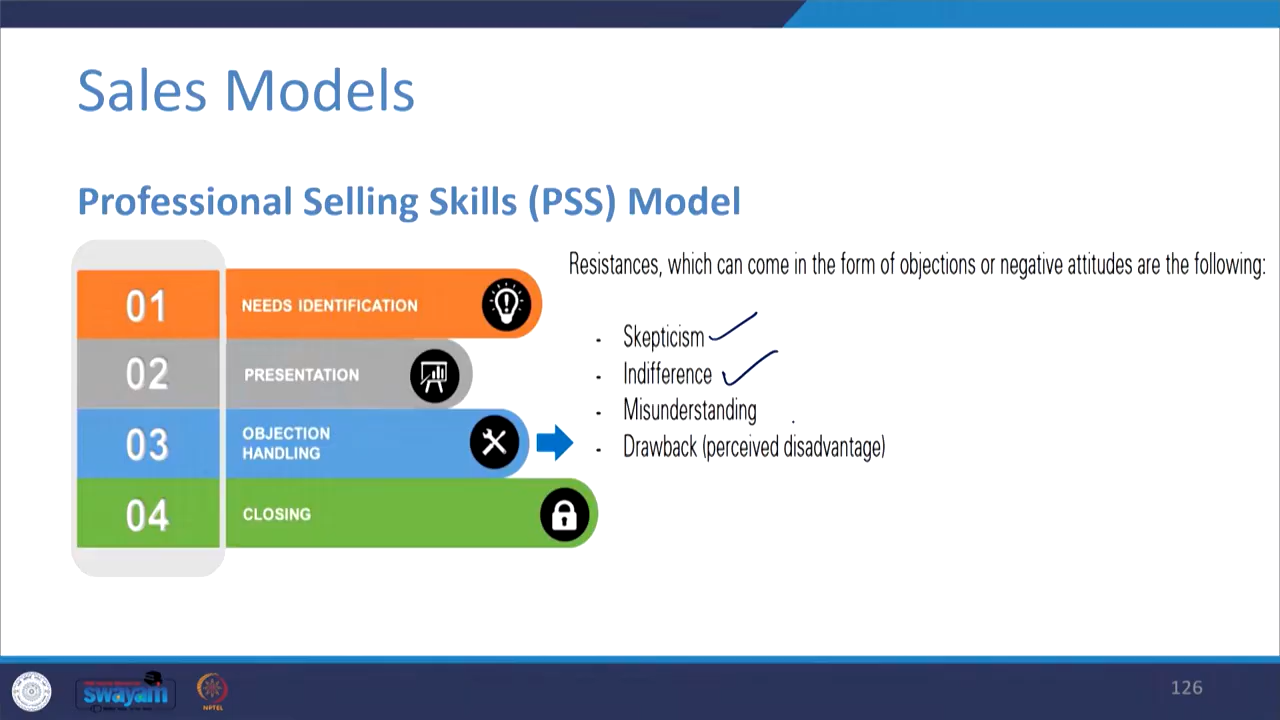 Sales Models
Professional Selling Skills (PSS) Model
01 NEEDS IDENTIFICATION
02 PRESENTATION
03 OBJECTION
HANDLING
04 CLOSING
Resistances, which can come in the form of objections or negative attitudes are the following:
- Skepticism
- Indifference
- Misunderstanding
- Drawback (perceived disadvantage)
swayam
NPTEL
126